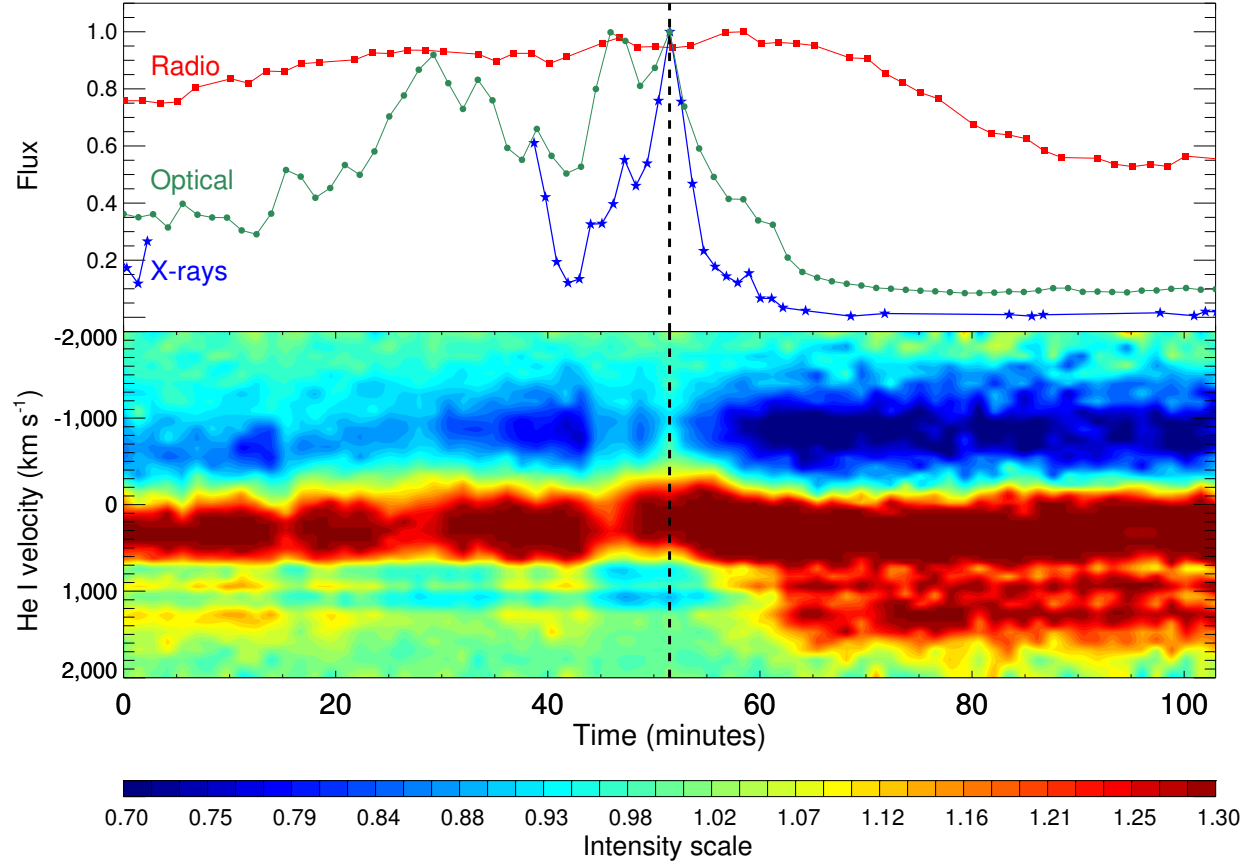 1.0
0.8
0.6
0.4
0.2
Flux
Radio
Optical
X-rays
-2,000
-1,000
0
1,000
2,000
He I velocity (km s⁻¹)
0 20 40 60 80 100
Time (minutes)
0.70 0.75 0.79 0.84 0.88 0.93 0.98 1.02 1.07 1.12 1.16 1.21 1.25 1.30
Intensity scale